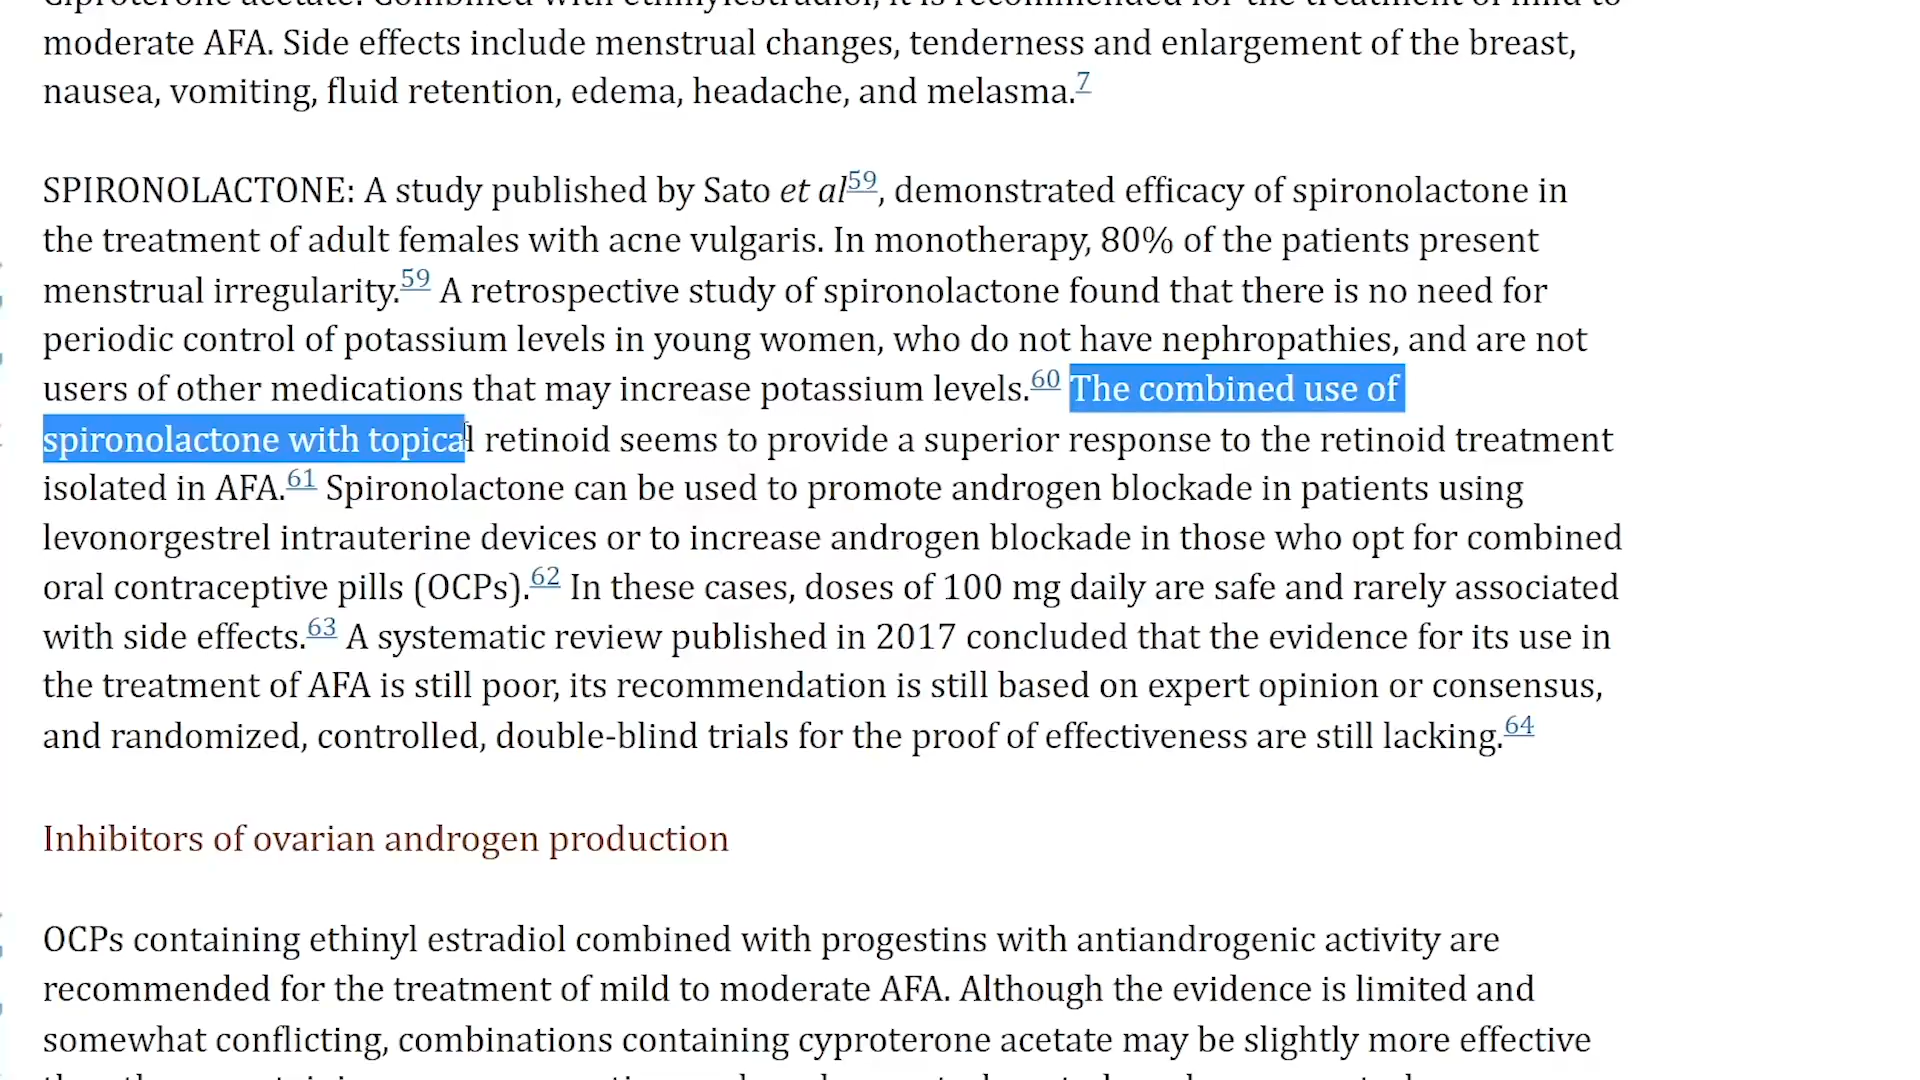 moderate AFA. Side effects include menstrual changes, tenderness and enlargement of the breast,
nausea, vomiting, fluid retention, edema, headache, and melasma.7
SPIRONOLACTONE: A study published by Sato et al59, demonstrated efficacy of spironolactone in
the treatment of adult females with acne vulgaris. In monotherapy, 80% of the patients present
menstrual irregularity.59 A retrospective study of spironolactone found that there is no need for
periodic control of potassium levels in young women, who do not have nephropathies, and are not
users of other medications that may increase potassium levels.60 The combined use of
spironolactone with topical retinoid seems to provide a superior response to the retinoid treatment
isolated in AFA.61 Spironolactone can be used to promote androgen blockade in patients using
levonorgestrel intrauterine devices or to increase androgen blockade in those who opt for combined
oral contraceptive pills (OCPs).62 In these cases, doses of 100 mg daily are safe and rarely associated
with side effects.63 A systematic review published in 2017 concluded that the evidence for its use in
the treatment of AFA is still poor, its recommendation is still based on expert opinion or consensus,
and randomized, controlled, double-blind trials for the proof of effectiveness are still lacking.64
Inhibitors of ovarian androgen production
OCPs containing ethinyl estradiol combined with progestins with antiandrogenic activity are
recommended for the treatment of mild to moderate AFA. Although the evidence is limited and
somewhat conflicting, combinations containing cyproterone acetate may be slightly more effective